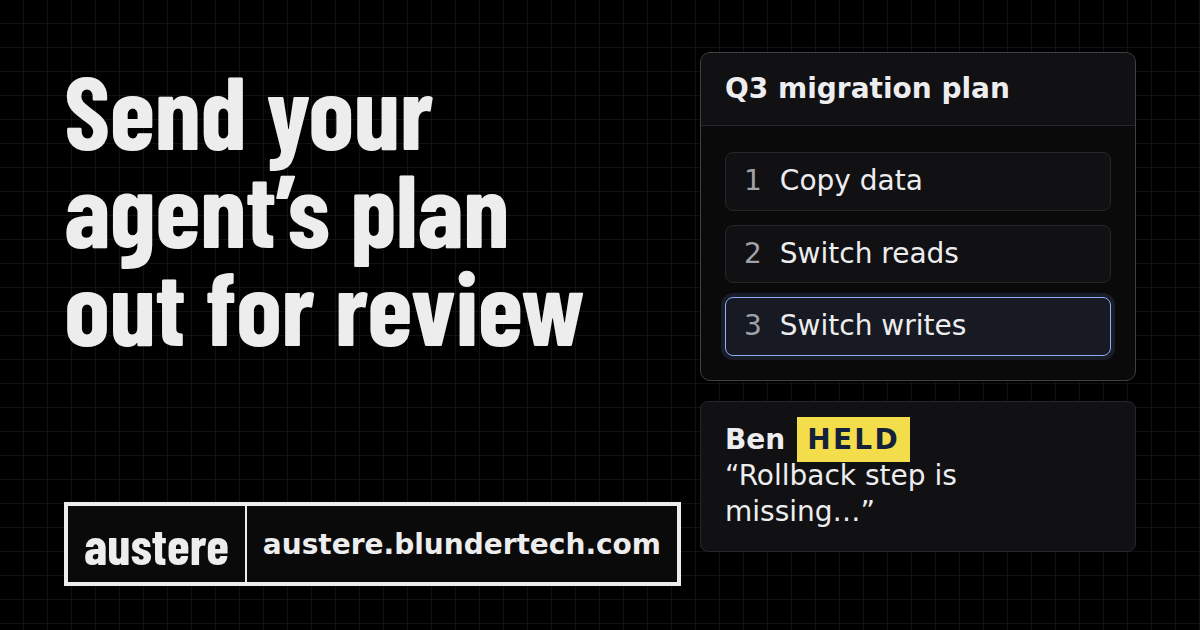 Send your
agent’s plan
out for review
austere
austere.blundertech.com
Q3 migration plan
1 Copy data
2 Switch reads
3 Switch writes
Ben HELD
“Rollback step is
missing…”